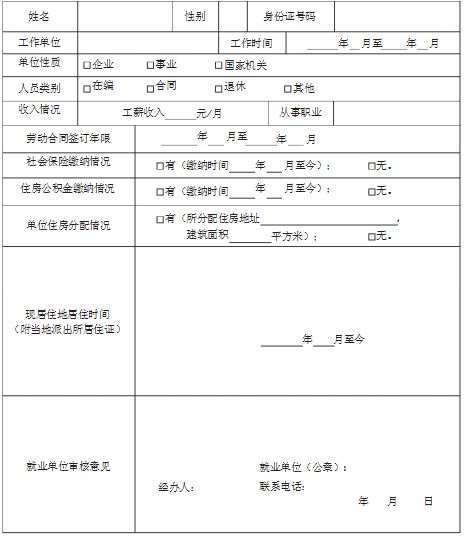 姓名 性别 身份证号码
工作单位 工作时间 ______年__月至____年__月
单位性质 □企业 □事业 □国家机关
人员类别 □在编 □合同 □退休 □其他
收入情况 工薪收入______元/月 从事职业
劳动合同签订年限 ______年___月至______年___月
社会保险缴纳情况 □有（缴纳时间_____年___月至今）； □无。
住房公积金缴纳情况 □有（缴纳时间_____年___月至今）； □无。
单位住房分配情况 □有（所分配住房地址__________________________，
建筑面积________平方米）； □无。
现居住地居住时间
（附当地派出所居住证）
________年____月至今
就业单位审核意见
就业单位（公章）：
经办人： 联系电话：
年 月 日